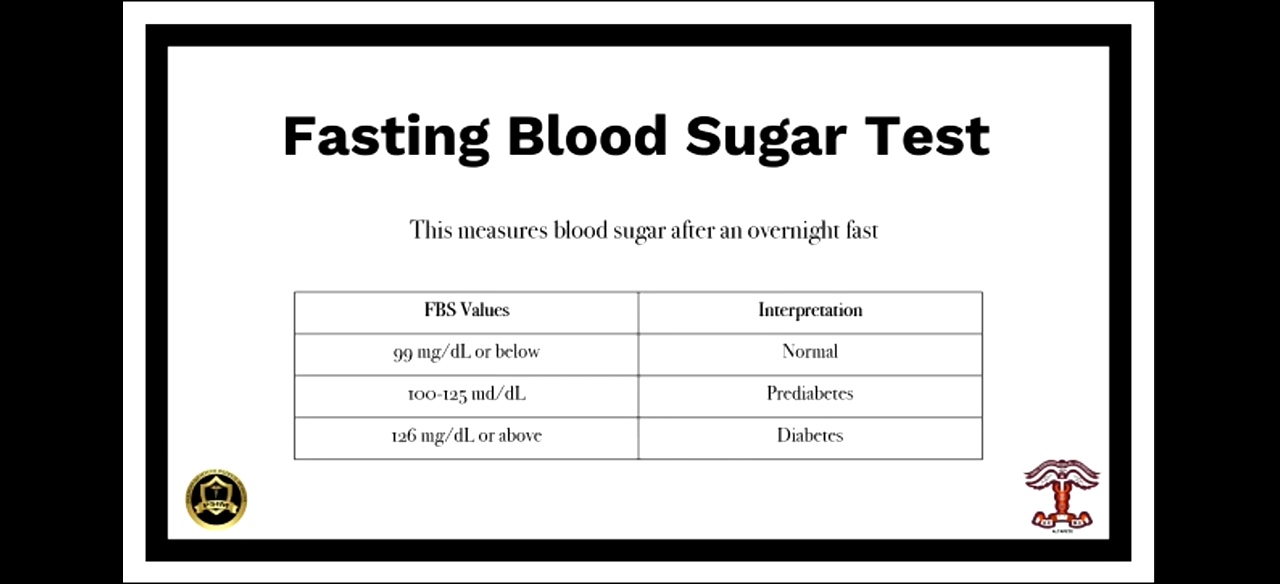 Fasting Blood Sugar Test
This measures blood sugar after an overnight fast
FBS Values Interpretation
99 mg/dL or below Normal
100-125 md/dL Prediabetes
126 mg/dL or above Diabetes